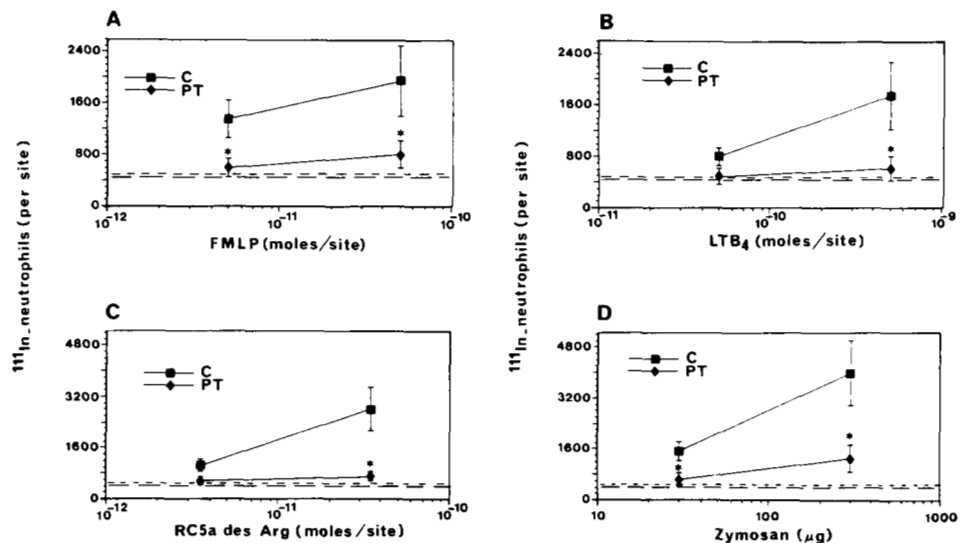 A
¹¹¹In_neutrophils (per site)
2400
1600
800
0
C
PT
*
*
10⁻¹²
10⁻¹¹
10⁻¹⁰
FMLP (moles/site)
B
2400
1600
800
0
C
PT
*
10⁻¹¹
10⁻¹⁰
10⁻⁹
LTB₄ (moles/site)
C
4800
3200
1600
0
C
PT
*
10⁻¹²
10⁻¹¹
10⁻¹⁰
RC5a des Arg (moles/site)
¹¹¹In_neutrophils (per site)
D
4800
3200
1600
0
C
PT
*
*
10
100
1000
Zymosan (μg)